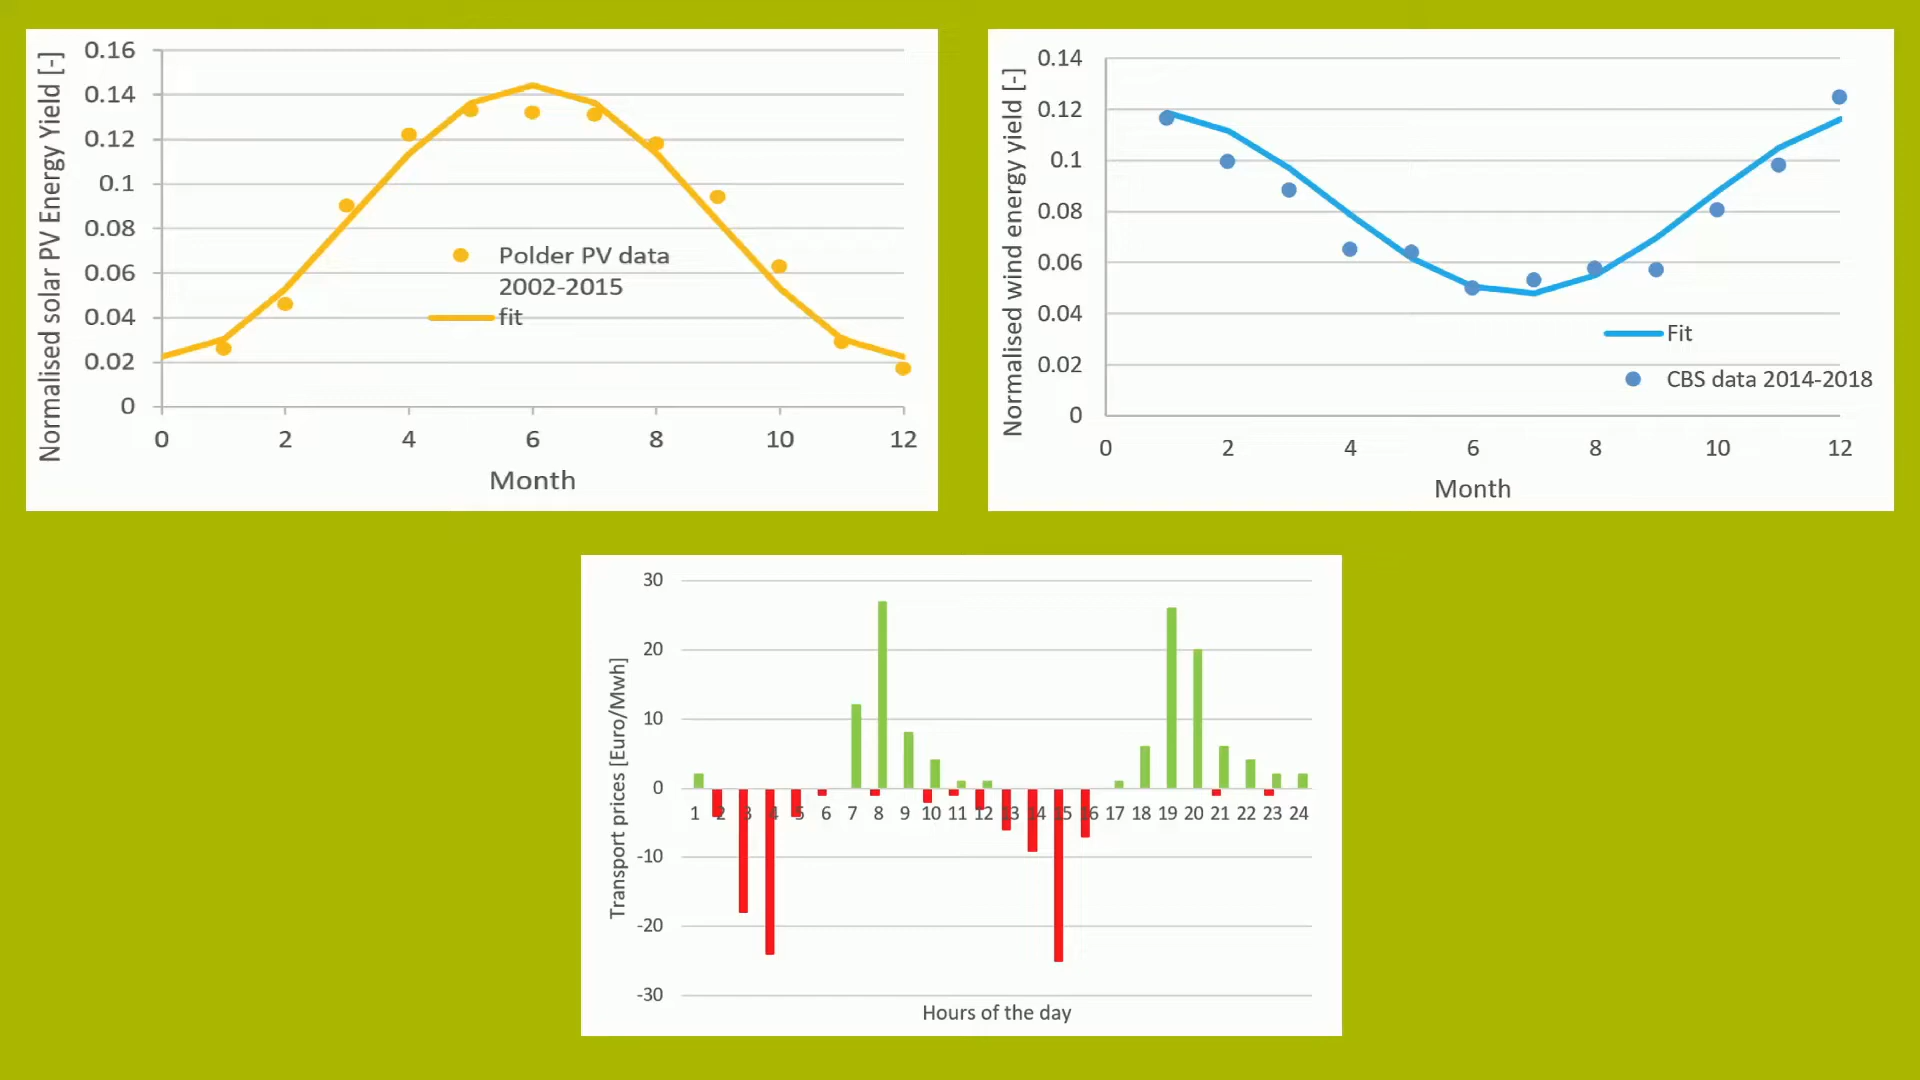 Normalised solar PV Energy Yield [-]
0.16
0.14
0.12
0.1
0.08
0.06
0.04
0.02
0
0 2 4 6 8 10 12
Month
Polder PV data
2002-2015
fit
Normalised wind energy yield [-]
0.14
0.12
0.1
0.08
0.06
0.04
0.02
0
0 2 4 6 8 10 12
Month
Fit
CBS data 2014-2018
Transport prices [Euro/Mwh]
30
20
10
0
-10
-20
-30
1 2 3 4 5 6 7 8 9 10 11 12 13 14 15 16 17 18 19 20 21 22 23 24
Hours of the day